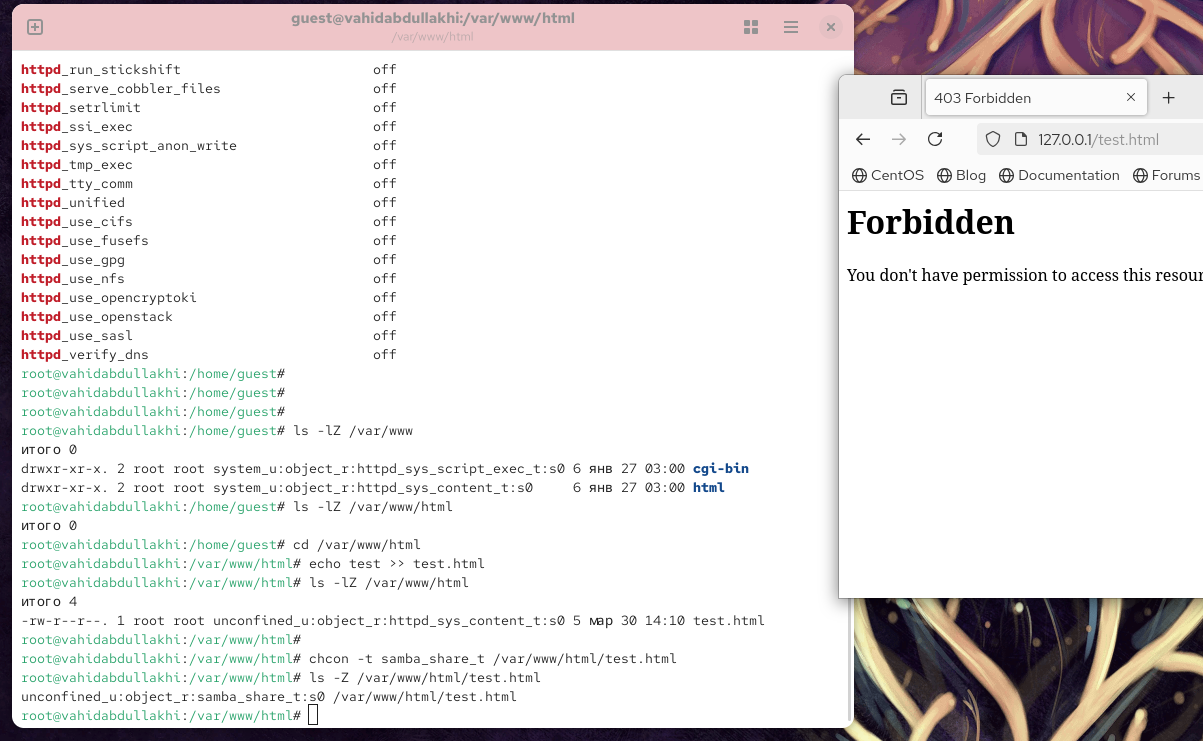 guest@vahidabdullakhi:/var/www/html
/var/www/html
httpd_run_stickshift off
httpd_serve_cobbler_files off
httpd_setrlimit off
httpd_ssi_exec off
httpd_sys_script_anon_write off
httpd_tmp_exec off
httpd_tty_comm off
httpd_unified off
httpd_use_cifs off
httpd_use_fusefs off
httpd_use_gpg off
httpd_use_nfs off
httpd_use_opencryptoki off
httpd_use_openstack off
httpd_use_sasl off
httpd_verify_dns off
root@vahidabdullakhi:/home/guest#
root@vahidabdullakhi:/home/guest#
root@vahidabdullakhi:/home/guest#
root@vahidabdullakhi:/home/guest# ls -lZ /var/www
итого 0
drwxr-xr-x. 2 root root system_u:object_r:httpd_sys_script_exec_t:s0 6 янв 27 03:00 cgi-bin
drwxr-xr-x. 2 root root system_u:object_r:httpd_sys_content_t:s0 6 янв 27 03:00 html
root@vahidabdullakhi:/home/guest# ls -lZ /var/www/html
итого 0
root@vahidabdullakhi:/home/guest# cd /var/www/html
root@vahidabdullakhi:/var/www/html# echo test >> test.html
root@vahidabdullakhi:/var/www/html# ls -lZ /var/www/html
итого 4
-rw-r--r--. 1 root root unconfined_u:object_r:httpd_sys_content_t:s0 5 мар 30 14:10 test.html
root@vahidabdullakhi:/var/www/html#
root@vahidabdullakhi:/var/www/html# chcon -t samba_share_t /var/www/html/test.html
root@vahidabdullakhi:/var/www/html# ls -Z /var/www/html/test.html
unconfined_u:object_r:samba_share_t:s0 /var/www/html/test.html
root@vahidabdullakhi:/var/www/html#
403 Forbidden
127.0.0.1/test.html
CentOS Blog Documentation Forums
Forbidden
You don't have permission to access this resour